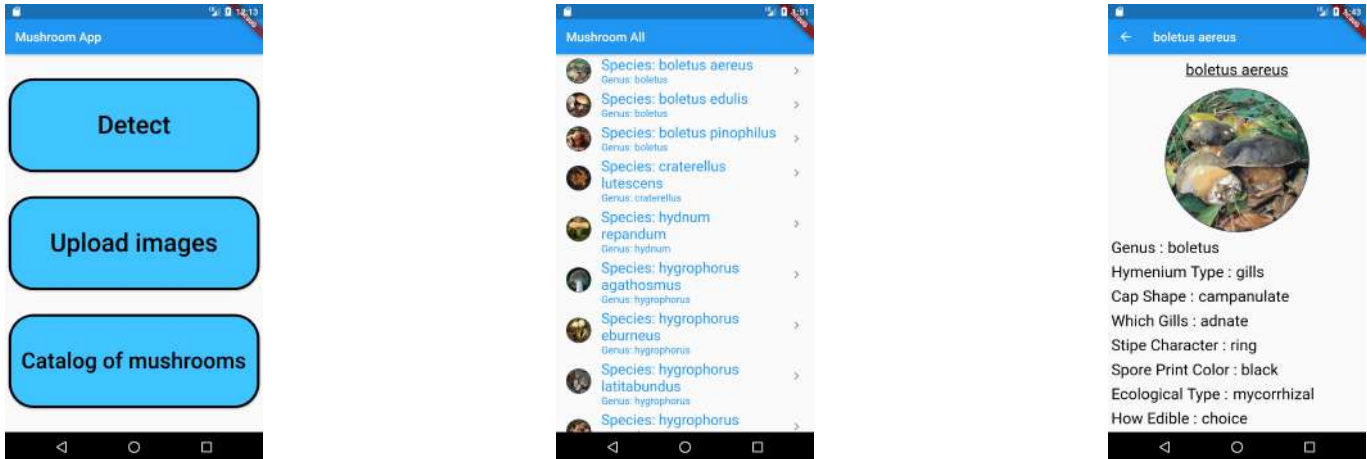 12:13
Mushroom App
Detect
Upload images
Catalog of mushrooms
Mushroom All
Species: boletus aereus
Genus: boletus
Species: boletus edulis
Genus: boletus
Species: boletus pinophilus
Genus: boletus
Species: craterellus
lutescens
Genus: craterellus
Species: hydnum
repandum
Genus: hydnum
Species: hygrophorus
agathosmus
Genus: hygrophorus
Species: hygrophorus
eburneus
Genus: hygrophorus
Species: hygrophorus
latitabundus
Genus: hygrophorus
Species: hygrophorus
boletus aereus
boletus aereus
Genus : boletus
Hymenium Type : gills
Cap Shape : campanulate
Which Gills : adnate
Stipe Character : ring
Spore Print Color : black
Ecological Type : mycorrhizal
How Edible : choice